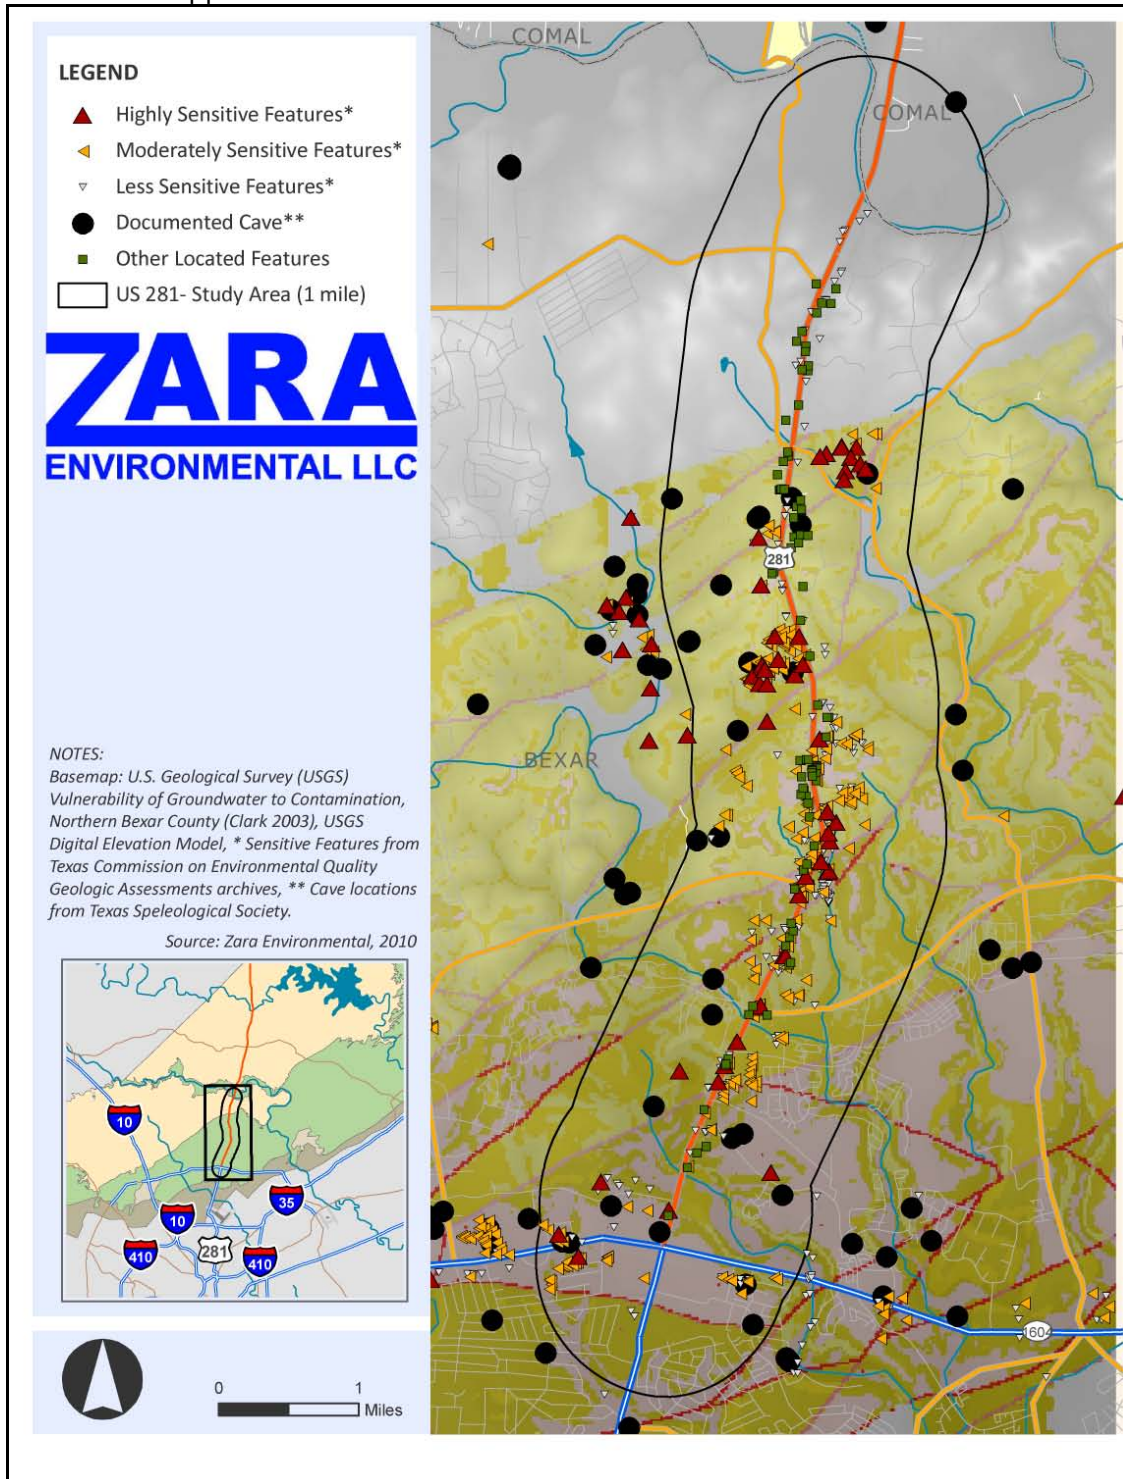 LEGEND
Highly Sensitive Features*
Moderately Sensitive Features*
Less Sensitive Features*
Documented Cave**
Other Located Features
US 281- Study Area (1 mile)
ZARA
ENVIRONMENTAL LLC
NOTES:
Basemap: U.S. Geological Survey (USGS)
Vulnerability of Groundwater to Contamination,
Northern Bexar County (Clark 2003), USGS
Digital Elevation Model, * Sensitive Features from
Texas Commission on Environmental Quality
Geologic Assessments archives, ** Cave locations
from Texas Speleological Society.
Source: Zara Environmental, 2010
10
35
10
410
281
410
0 1
Miles
COMAL
COMAL
281
BEXAR
1604